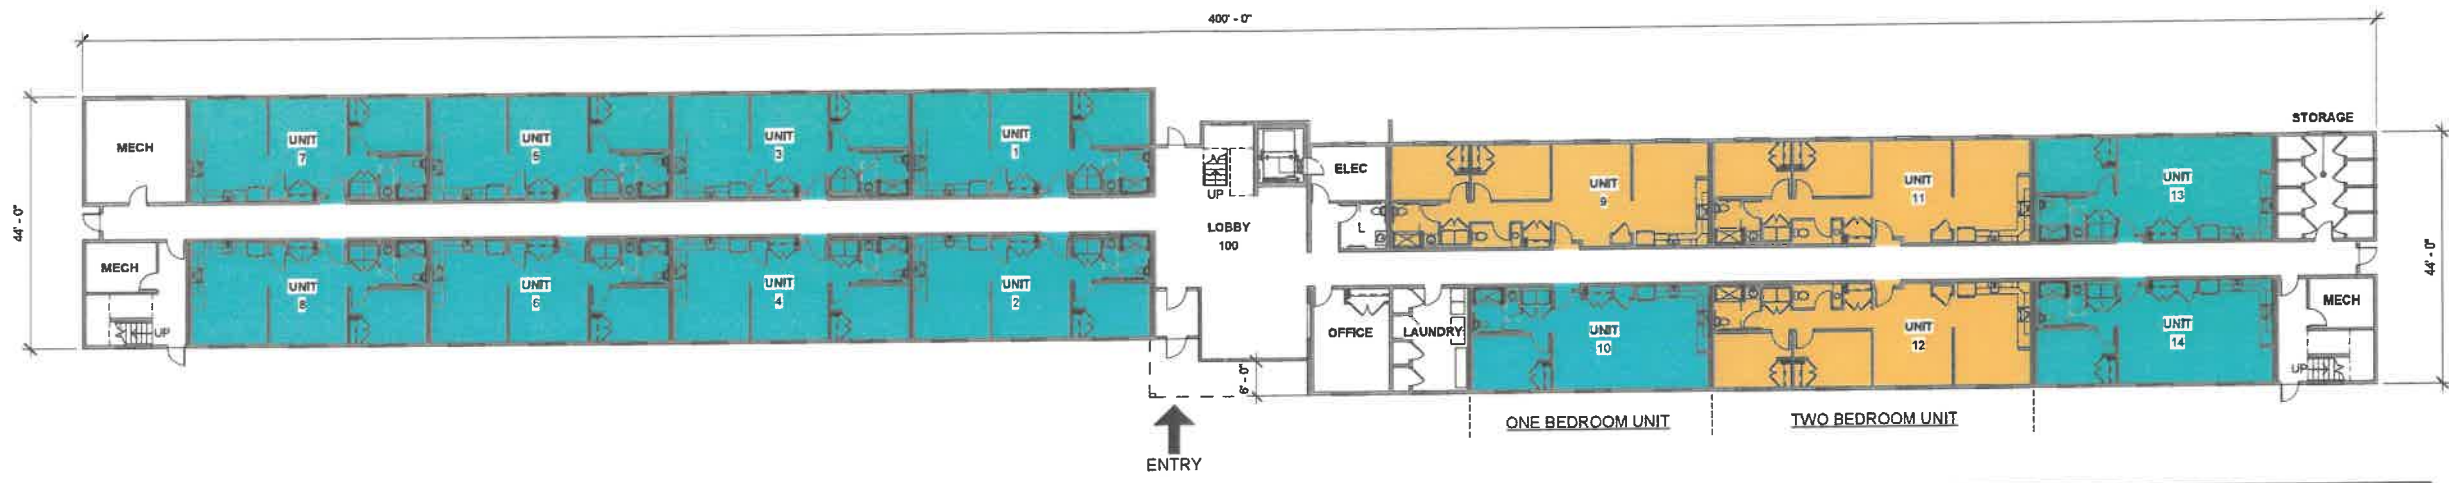 400' - 0"
STORAGE
MECH
UNIT
7
UNIT
5
UNIT
3
UNIT
1
UP
ELEC
UNIT
9
UNIT
11
UNIT
13
44' - 0"
LOBBY
100
L
44' - 0"
MECH
UP
UNIT
8
UNIT
6
UNIT
4
UNIT
2
OFFICE
LAUNDRY
UNIT
10
UNIT
12
UNIT
14
MECH
UP
6' - 0"
ONE BEDROOM UNIT
TWO BEDROOM UNIT
ENTRY